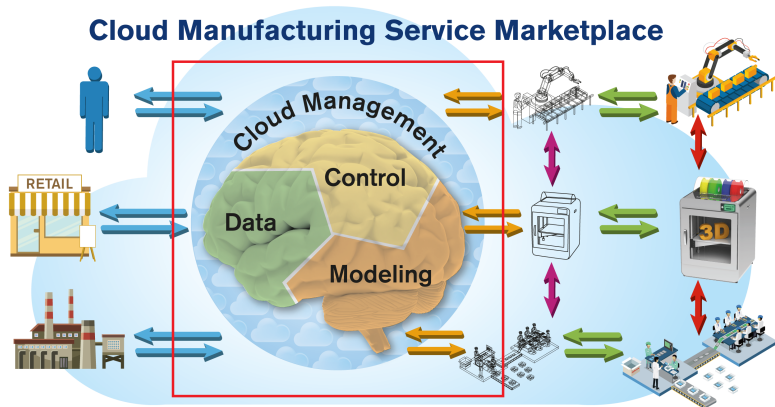 Cloud Manufacturing Service Marketplace
Cloud Management
Control
RETAIL
Data
3D
Modeling